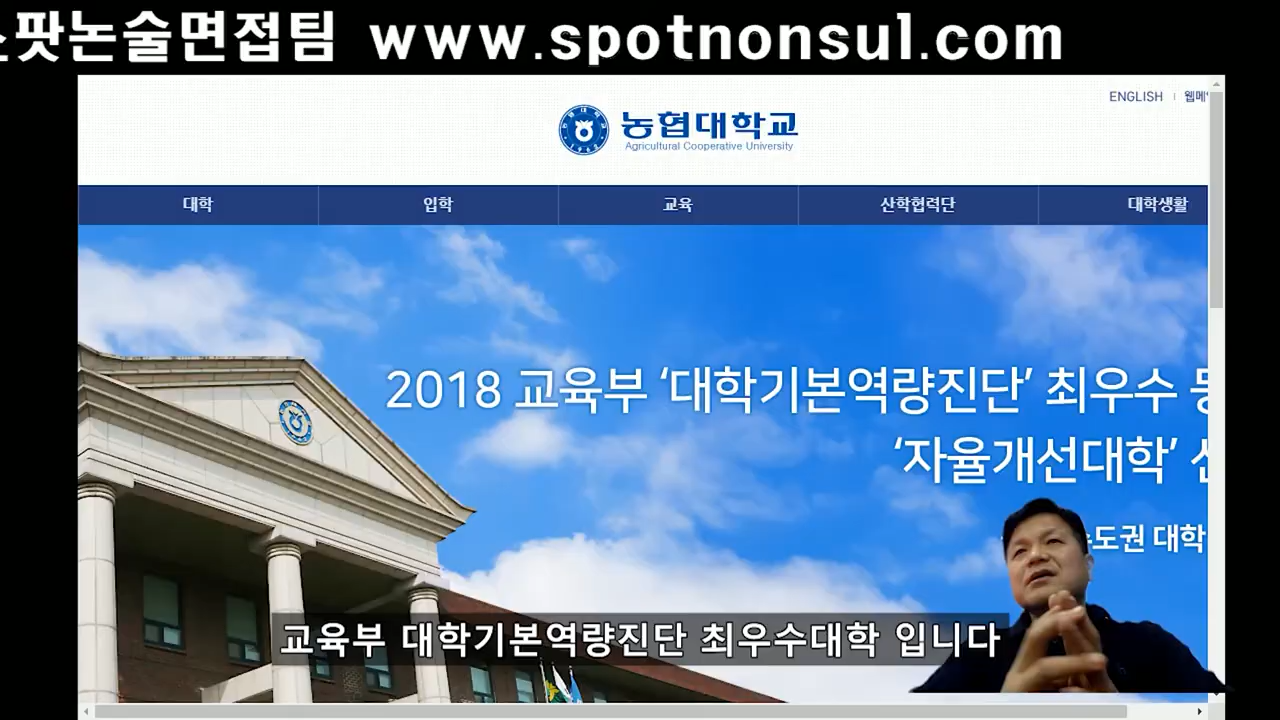 스팟논술면접팀 www.spotnonsul.com
ENGLISH
농협대학교
Agricultural Cooperative University
대학 입학 교육 산학협력단 대학생활
2018 교육부 ‘대학기본역량진단’ 최우수
‘자율개선대학’
수도권 대학
교육부 대학기본역량진단 최우수대학 입니다